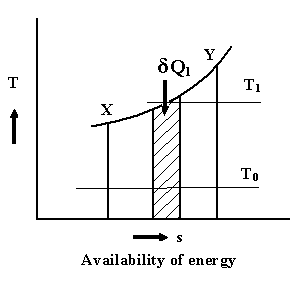 Y
δQ₁
T
T₁
X
T₀
s
Availability of energy